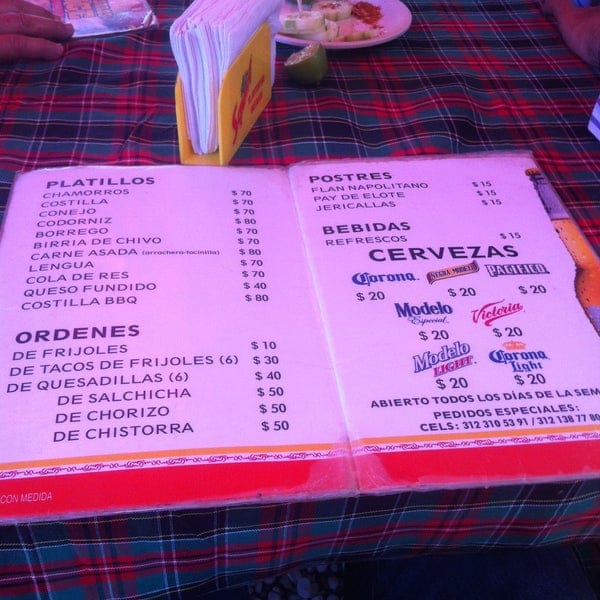 PLATILLOS
CHAMORROS $ 70
COSTILLA $ 70
CONEJO $ 70
CODORNIZ $ 80
BORREGO $ 70
BIRRIA DE CHIVO $ 70
CARNE ASADA (arrachera-tocinilla) $ 80
LENGUA $ 70
COLA DE RES $ 70
QUESO FUNDIDO $ 40
COSTILLA BBQ $ 80
ORDENES
DE FRIJOLES $ 10
DE TACOS DE FRIJOLES (6) $ 30
DE QUESADILLAS (6) $ 40
DE SALCHICHA $ 50
DE CHORIZO $ 50
DE CHISTORRA $ 50
CON MEDIDA
POSTRES
FLAN NAPOLITANO $ 15
PAY DE ELOTE $ 15
JERICALLAS $ 15
BEBIDAS
REFRESCOS $ 15
CERVEZAS
Corona NEGRA MODELO PACIFICO
$ 20 $ 20 $ 20
Modelo Especial Victoria
$ 20 $ 20
Modelo LIGHT Corona Light
$ 20 $ 20
ABIERTO TODOS LOS DÍAS DE LA SEM
PEDIDOS ESPECIALES:
CELS: 312 310 53 91 / 312 138 77 80